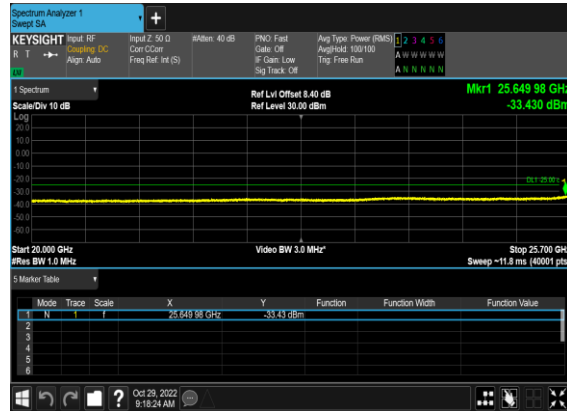 Spectrum Analyzer 1
Swept SA
+
KEYSIGHT Input: RF Input Z: 50 Ω #Atten: 40 dB PNO: Fast Avg Type: Power (RMS) 1 2 3 4 5 6
R T Coupling: DC Corr CCorr Gate: Off Avg|Hold: 100/100 A W W W W W
Align: Auto Freq Ref: Int (S) IF Gain: Low Trig: Free Run
Sig Track: Off A N N N N N
1 Spectrum Ref Lvl Offset 8.40 dB Mkr1 25.649 98 GHz
Scale/Div 10 dB Ref Level 30.00 dBm -33.430 dBm
Log
20.0
10.0
0.00
-10.0
-20.0 DL1 -25.00
-30.0
-40.0
-50.0
-60.0
Start 20.000 GHz Video BW 3.0 MHz* Stop 25.700 GHz
#Res BW 1.0 MHz Sweep ~11.8 ms (40001 pts
5 Marker Table
Mode Trace Scale X Y Function Function Width Function Value
1 N 1 f 25.649 98 GHz -33.43 dBm
2
3
4
5
6
? Oct 29, 2022
9:18:24 AM